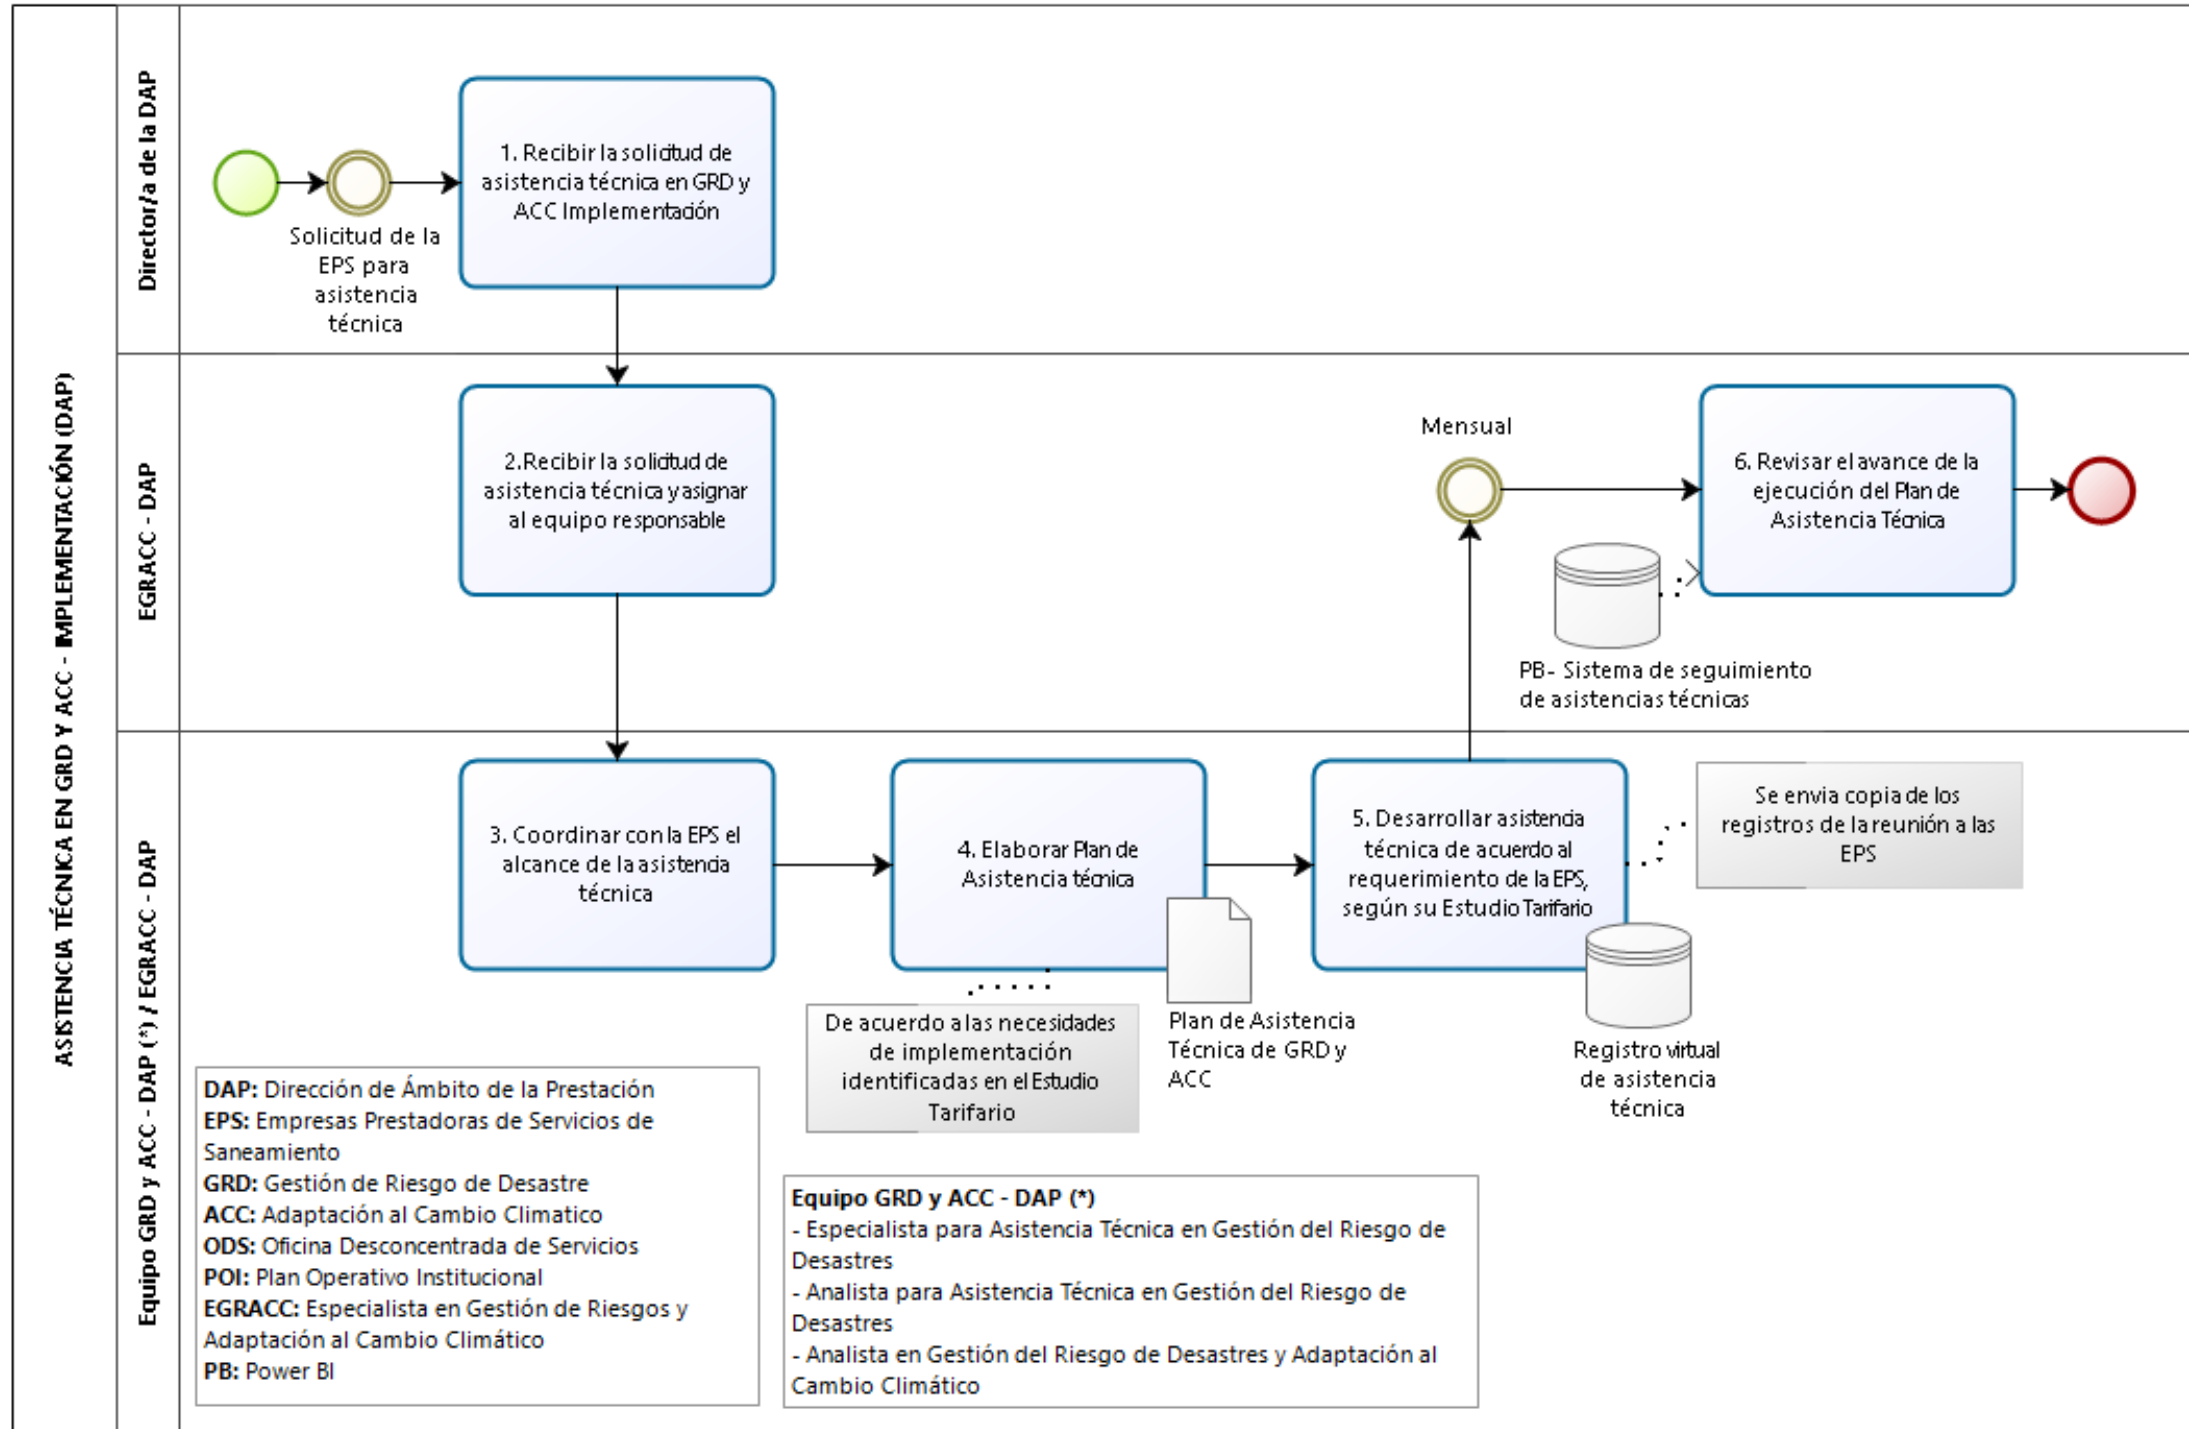 ASISTENCIA TÉCNICA EN GRD Y ACC - IMPLEMENTACIÓN (DAP)
Director/a de la DAP
Solicitud de la
EPS para
asistencia
técnica
1. Recibir la solicitud de
asistencia técnica en GRD y
ACC Implementación
EGRACC - DAP
2.Recibir la solicitud de
asistencia técnica y asignar
al equipo responsable
Mensual
6. Revisar el avance de la
ejecución del Plan de
Asistencia Técnica
PB- Sistema de seguimiento
de asistencias técnicas
Equipo GRD y ACC - DAP (*) / EGRACC - DAP
3. Coordinar con la EPS el
alcance de la asistencia
técnica
4. Elaborar Plan de
Asistencia técnica
5. Desarrollar asistencia
técnica de acuerdo al
requerimiento de la EPS,
según su Estudio Tarifario
Se envia copia de los
registros de la reunión a las
EPS
De acuerdo a las necesidades
de implementación
identificadas en el Estudio
Tarifario
Plan de Asistencia
Técnica de GRD y
ACC
Registro virtual
de asistencia
técnica
DAP: Dirección de Ámbito de la Prestación
EPS: Empresas Prestadoras de Servicios de
Saneamiento
GRD: Gestión de Riesgo de Desastre
ACC: Adaptación al Cambio Climatico
ODS: Oficina Desconcentrada de Servicios
POI: Plan Operativo Institucional
EGRACC: Especialista en Gestión de Riesgos y
Adaptación al Cambio Climático
PB: Power BI
Equipo GRD y ACC - DAP (*)
- Especialista para Asistencia Técnica en Gestión del Riesgo de
Desastres
- Analista para Asistencia Técnica en Gestión del Riesgo de
Desastres
- Analista en Gestión del Riesgo de Desastres y Adaptación al
Cambio Climático